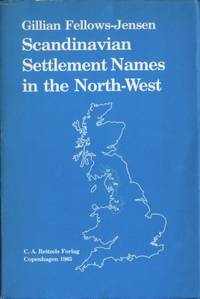 Gillian Fellows-Jensen
Scandinavian
Settlement Names
in the North-West
C. A. Reitzels Forlag
Copenhagen 1985